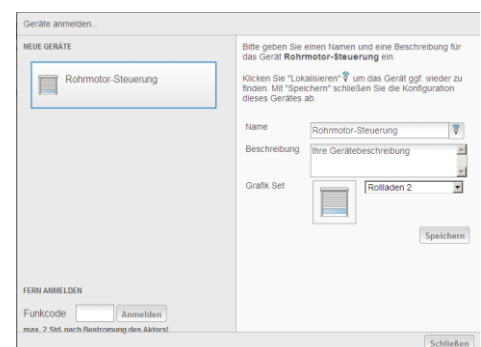 Geräte anmelden...
NEUE GERÄTE
Rohrmotor-Steuerung
FERN ANMELDEN
Funkcode
Anmelden
max. 2 Std. nach Bestromung des Aktors!
Bitte geben Sie einen Namen und eine Beschreibung für
das Gerät Rohrmotor-Steuerung ein.
Klicken Sie "Lokalisieren" um das Gerät ggf. wieder zu
finden. Mit "Speichern" schließen Sie die Konfiguration
dieses Gerätes ab.
Name
Rohrmotor-Steuerung
Beschreibung
Ihre Gerätebeschreibung
Grafik Set
Rollladen 2
Speichern
Schließen